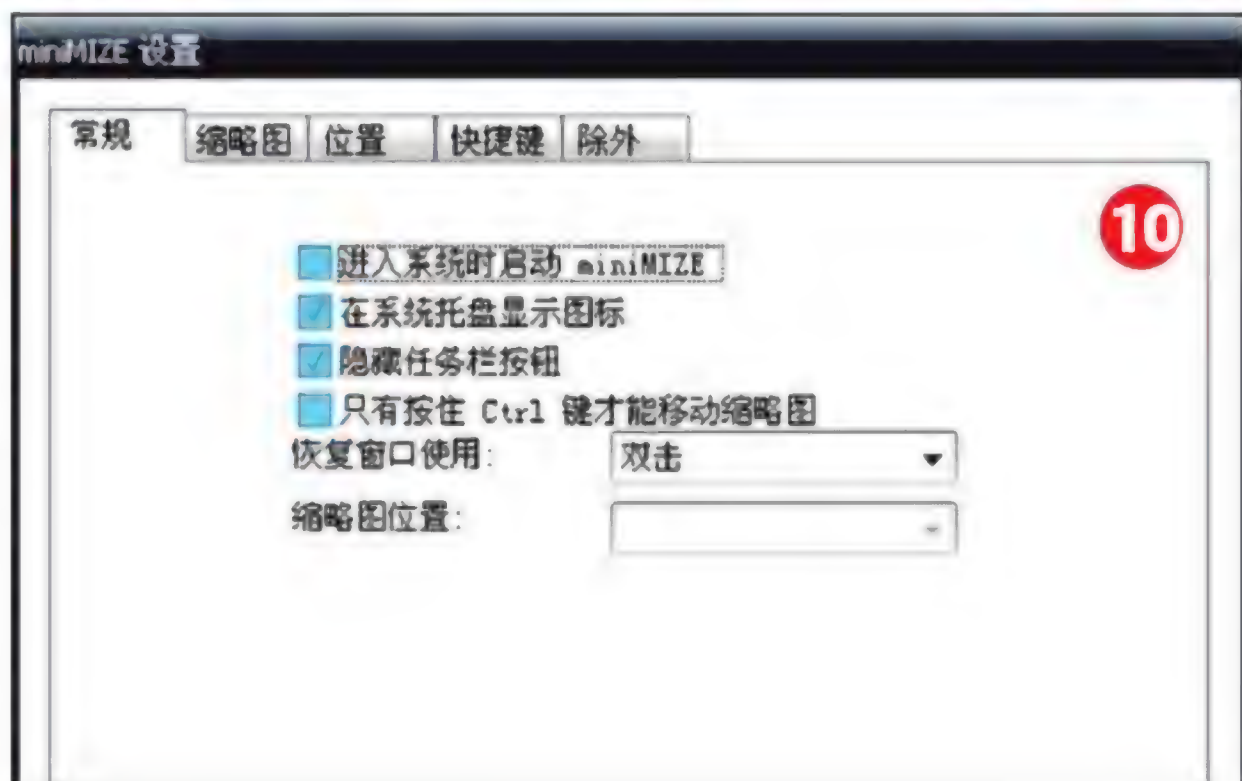 miniMIZE 设置
常规 缩略图 位置 快捷键 除外
10
进入系统时启动 miniMIZE
在系统托盘显示图标
隐藏任务栏按钮
只有按住 Ctrl 键才能移动缩略图
恢复窗口使用: 双击
缩略图位置: